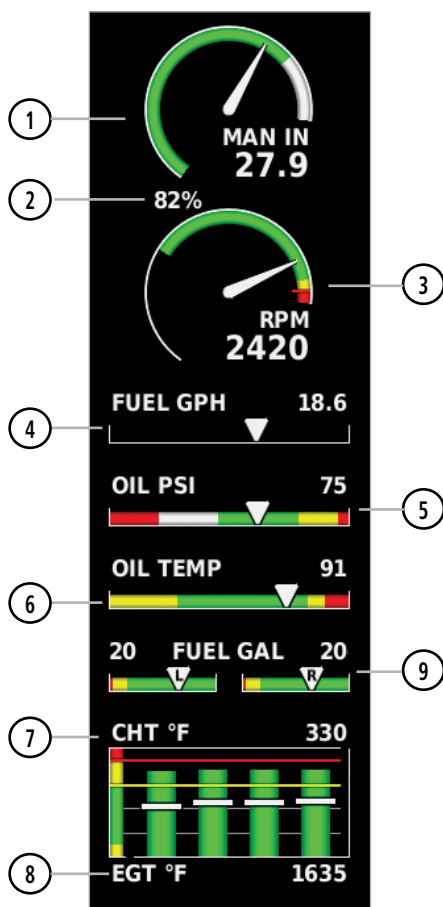 1
MAN IN
27.9
2
82%
3
RPM
2420
FUEL GPH 18.6
4
OIL PSI 75
5
OIL TEMP 91
6
20 FUEL GAL 20
L R
9
7
CHT °F 330
8
EGT °F 1635